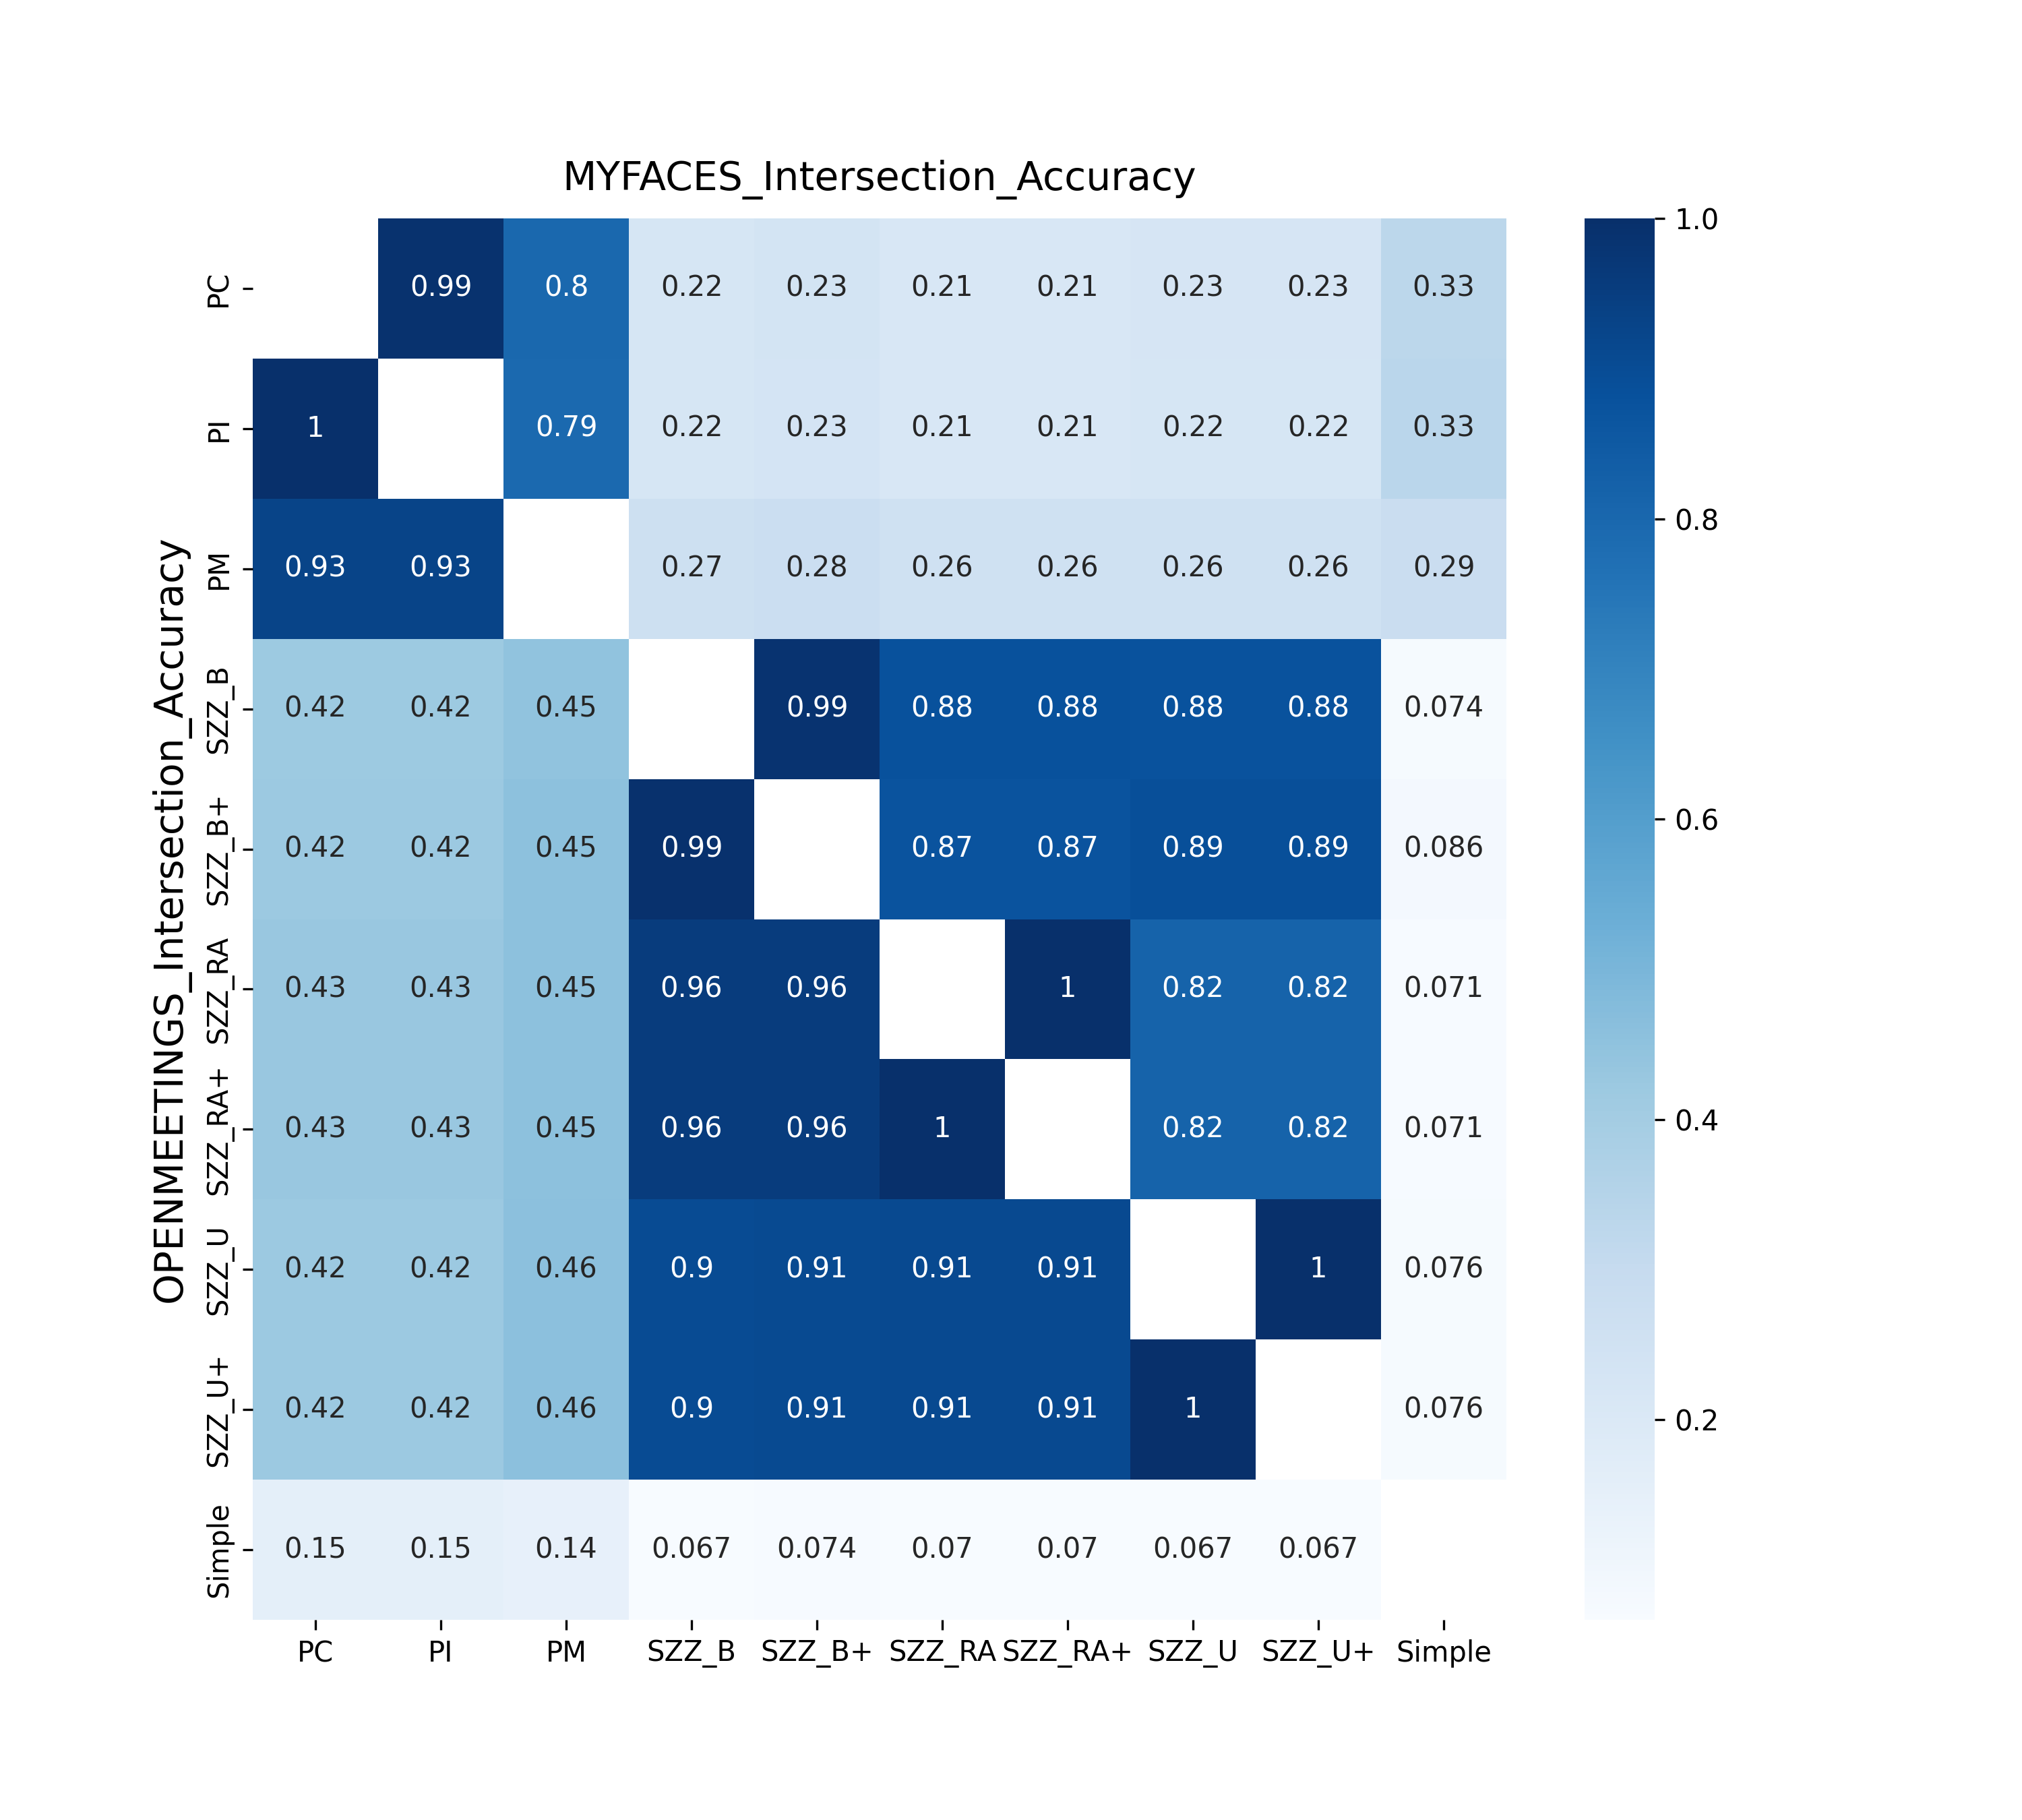 MYFACES_Intersection_Accuracy
OPENMEETINGS_Intersection_Accuracy
PC 0.99 0.8 0.22 0.23 0.21 0.21 0.23 0.23 0.33
PI 1 0.79 0.22 0.23 0.21 0.21 0.22 0.22 0.33
PM 0.93 0.93 0.27 0.28 0.26 0.26 0.26 0.26 0.29
SZZ_B 0.42 0.42 0.45 0.99 0.88 0.88 0.88 0.88 0.074
SZZ_B+ 0.42 0.42 0.45 0.99 0.87 0.87 0.89 0.89 0.086
SZZ_RA 0.43 0.43 0.45 0.96 0.96 1 0.82 0.82 0.071
SZZ_RA+ 0.43 0.43 0.45 0.96 0.96 1 0.82 0.82 0.071
SZZ_U 0.42 0.42 0.46 0.9 0.91 0.91 0.91 1 0.076
SZZ_U+ 0.42 0.42 0.46 0.9 0.91 0.91 0.91 1 0.076
Simple 0.15 0.15 0.14 0.067 0.074 0.07 0.07 0.067 0.067
PC PI PM SZZ_B SZZ_B+ SZZ_RA SZZ_RA+ SZZ_U SZZ_U+ Simple
1.0
0.8
0.6
0.4
0.2